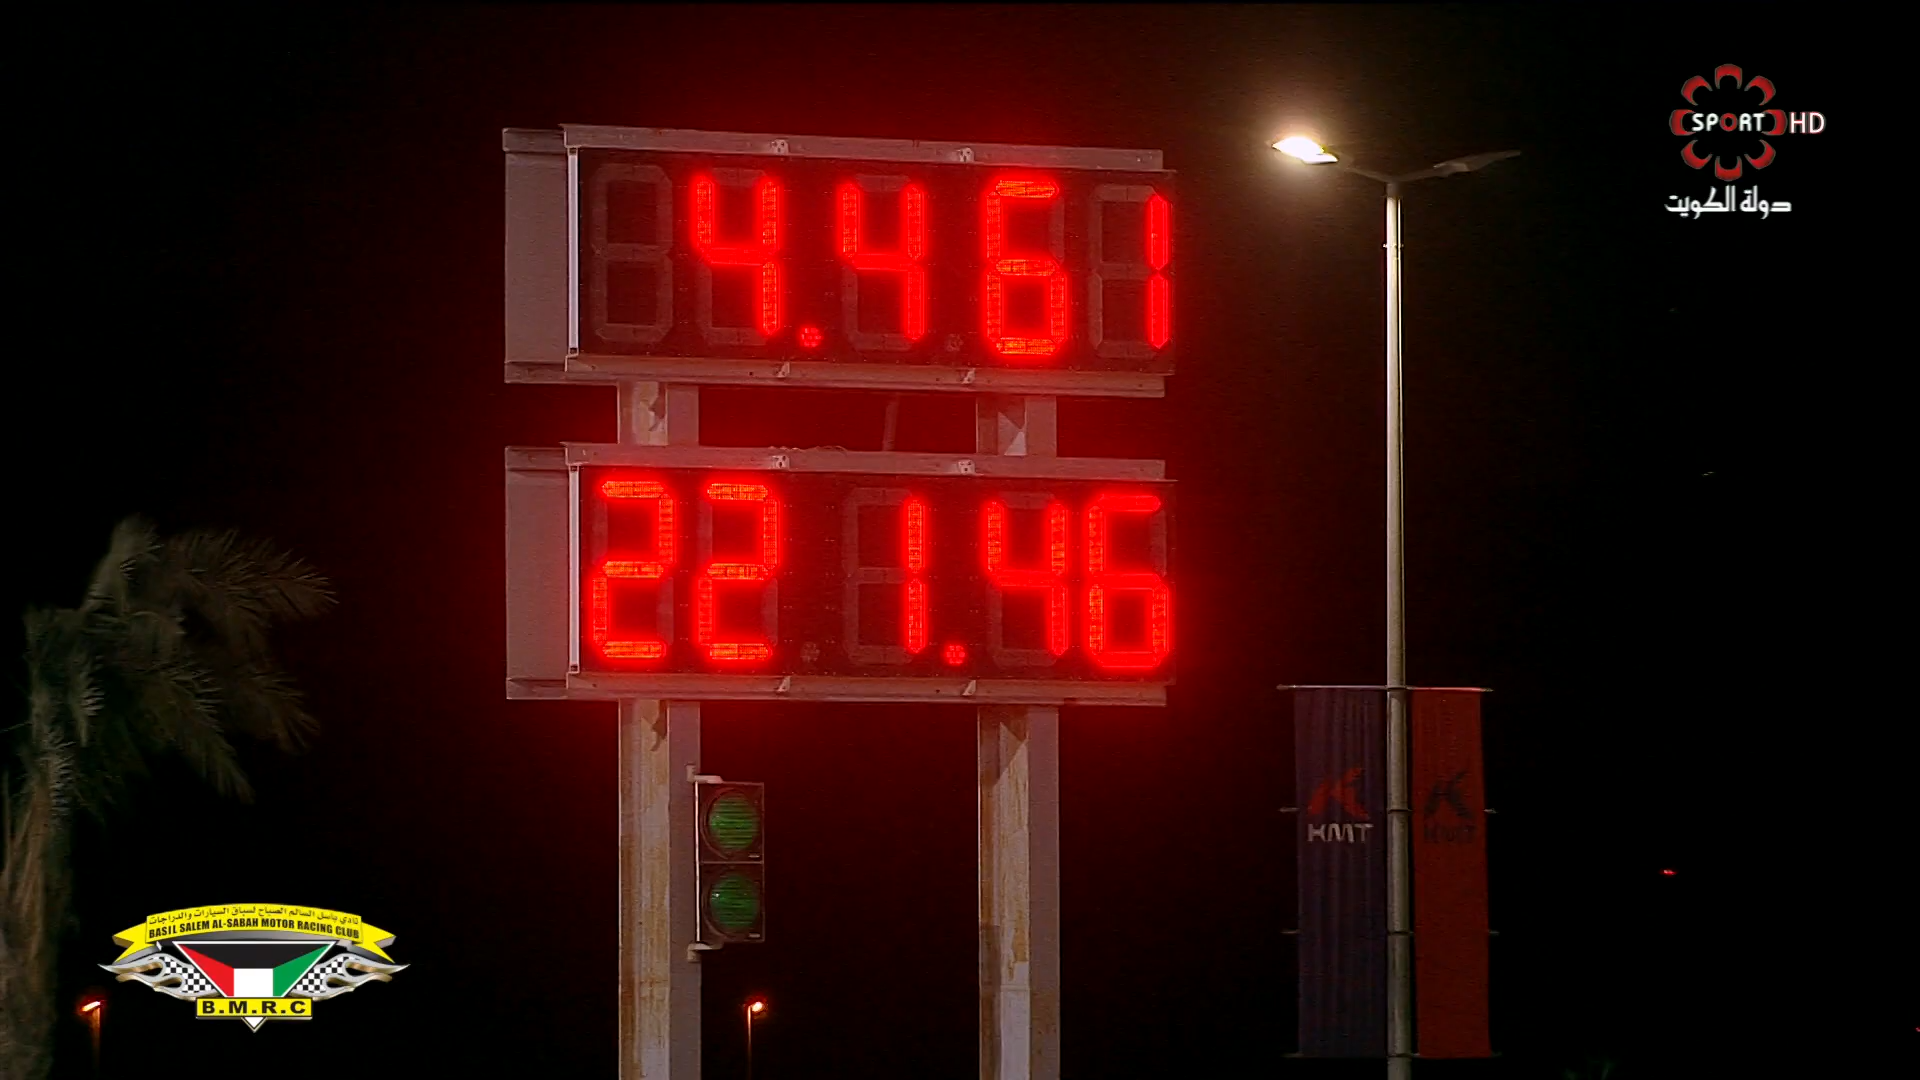 4.461
221.46
SPORT HD
دولة الكويت
KMT
KMT
نادي باسل السالم الصباح لسباق السيارات والدراجات
BASIL SALEM AL-SABAH MOTOR RACING CLUB
B.M.R.C